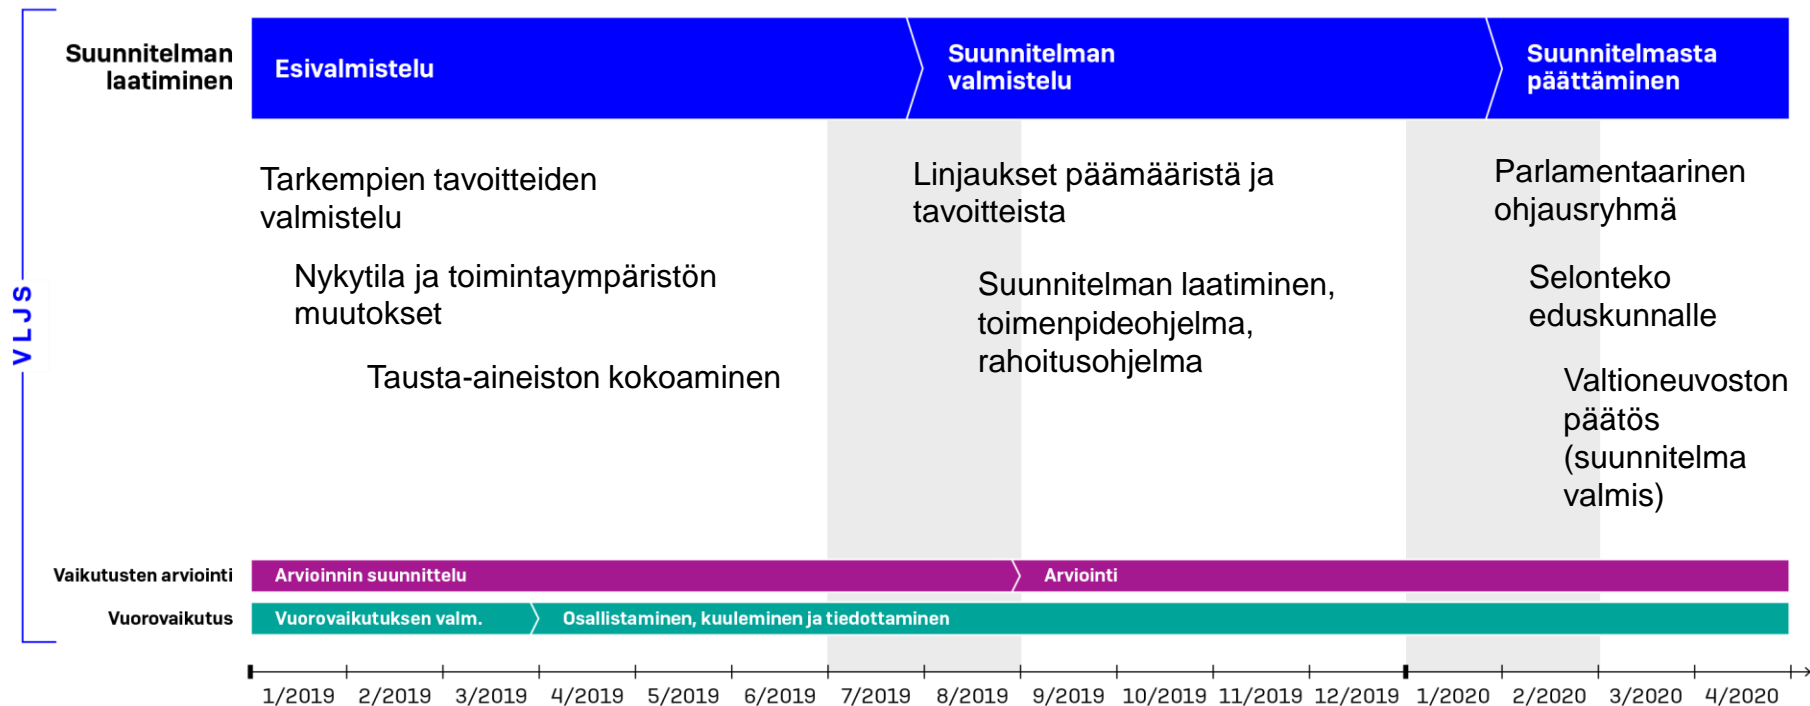 VLJS
Suunnitelman
laatiminen
Esivalmistelu
Suunnitelman
valmistelu
Suunnitelmasta
päättäminen
Tarkempien tavoitteiden
valmistelu
Nykytila ja toimintaympäristön
muutokset
Tausta-aineiston kokoaminen
Linjaukset päämääristä ja
tavoitteista
Suunnitelman laatiminen,
toimenpideohjelma,
rahoitusohjelma
Parlamentaarinen
ohjausryhmä
Selonteko
eduskunnalle
Valtioneuvoston
päätös
(suunnitelma
valmis)
Vaikutusten arviointi
Arvioinnin suunnittelu
Arviointi
Vuorovaikutus
Vuorovaikutuksen valm.
Osallistaminen, kuuleminen ja tiedottaminen
1/2019 2/2019 3/2019 4/2019 5/2019 6/2019 7/2019 8/2019 9/2019 10/2019 11/2019 12/2019 1/2020 2/2020 3/2020 4/2020